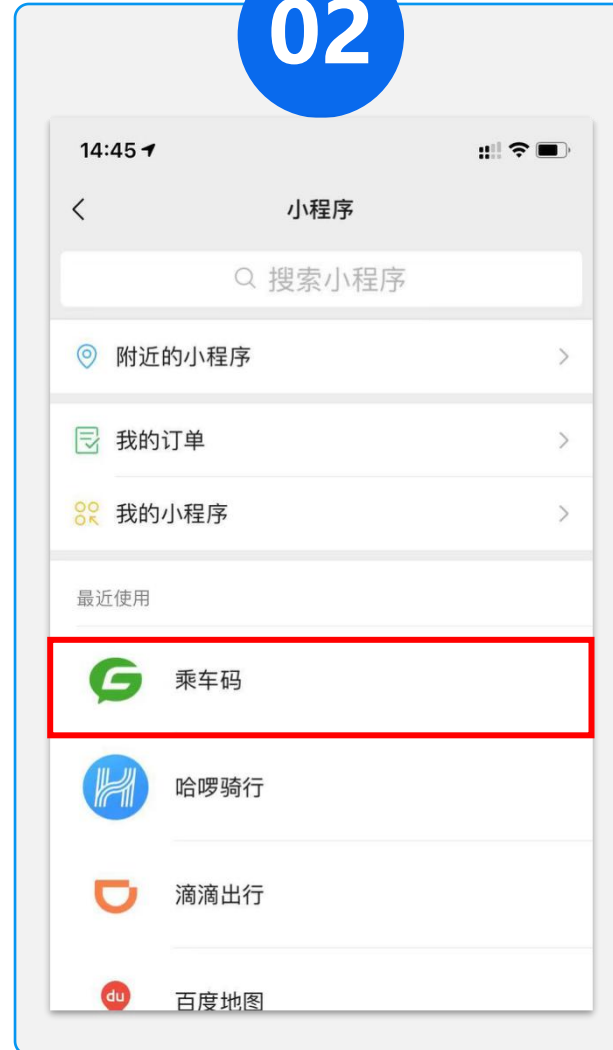 02
14:45
小程序
搜索小程序
附近的小程序
我的订单
我的小程序
最近使用
乘车码
哈啰骑行
滴滴出行
du
百度地图